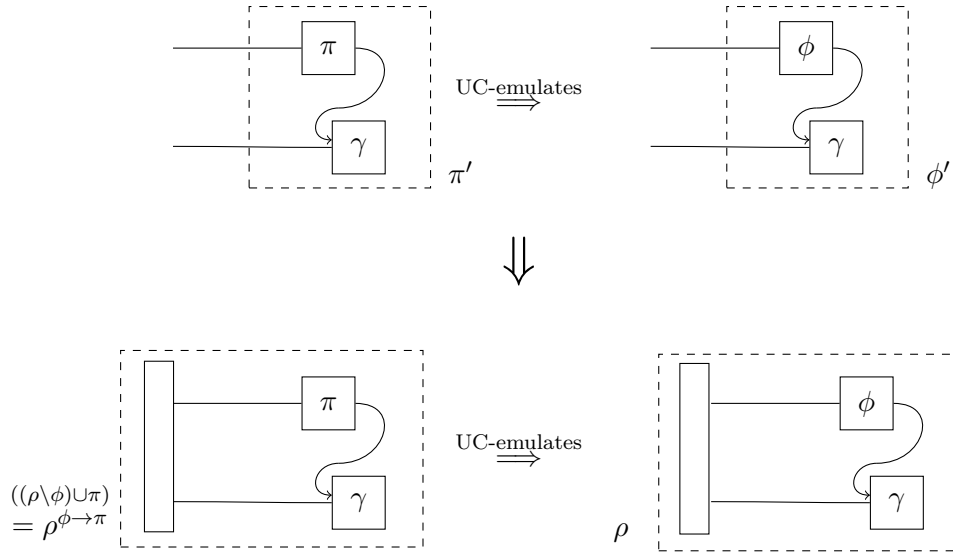 π
ϕ
UC-emulates
⟹
γ
γ
π′
ϕ′
⇓
π
ϕ
UC-emulates
⟹
((ρ\ϕ)∪π)
= ρ^{ϕ→π}
γ
ρ
γ